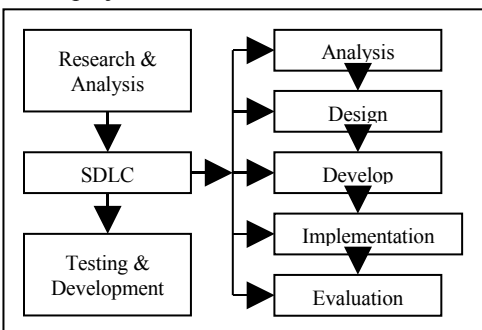 Research &
Analysis
SDLC
Testing &
Development
Analysis
Design
Develop
Implementation
Evaluation